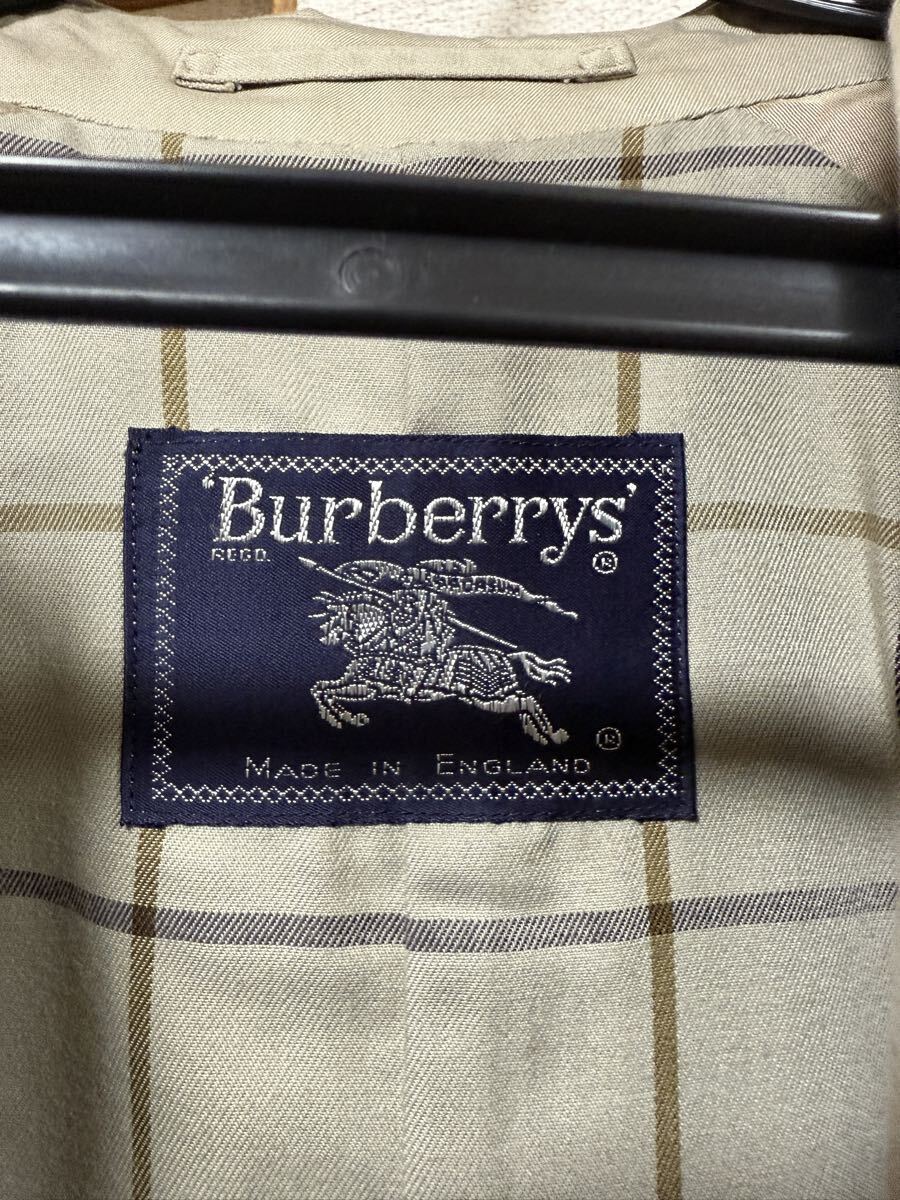 'Burberrys'
REGD. ®
®
MADE IN ENGLAND